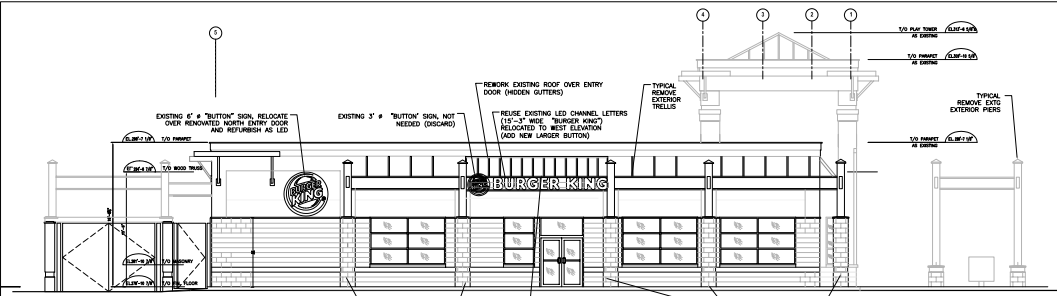 5
4
3
2
1
T/O PLAY TOWER
AS EXISTING
T/O PARAPET
AS EXISTING
REWORK EXISTING ROOF OVER ENTRY
DOOR (HIDDEN GUTTERS)
TYPICAL
REMOVE
EXTERIOR
TRELLIS
TYPICAL
REMOVE EXTG
EXTERIOR PIERS
EXISTING 6' ø "BUTTON" SIGN, RELOCATE
OVER RENOVATED NORTH ENTRY DOOR
AND REFURBISH AS LED
EXISTING 3' ø "BUTTON" SIGN, NOT
NEEDED (DISCARD)
REUSE EXISTING LED CHANNEL LETTERS
(15'-3" WIDE "BURGER KING")
RELOCATED TO WEST ELEVATION
(ADD NEW LARGER BUTTON)
T/O PARAPET
T/O PARAPET
AS EXISTING
T/O WOOD TRUSS
BURGER
KING
BURGER KING
T/O MASONRY
FLOOR